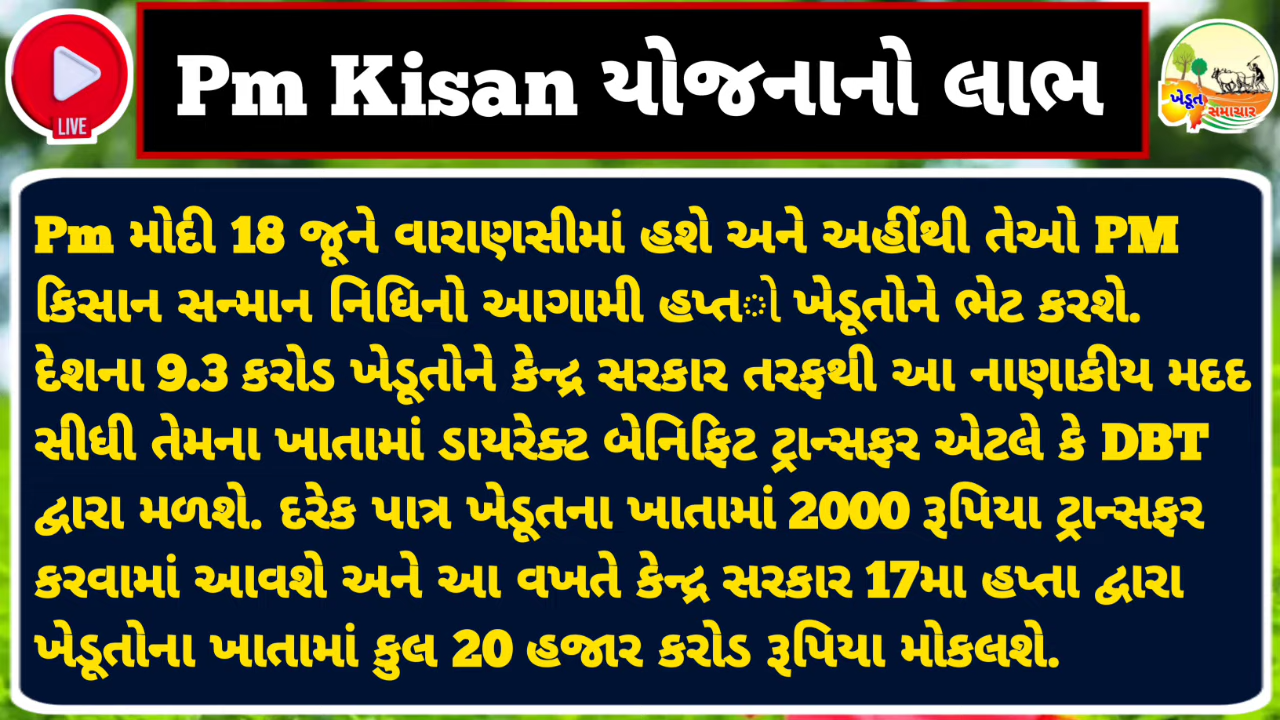 Pm Kisan યોજનાનો લાભ
LIVE
ખેડૂત
સમાચાર
Pm મોદી 18 જૂને વારાણસીમાં હશે અને અહીંથી તેઓ PM
કિસાન સન્માન નિધિનો આગામી હપ્તાો ખેડૂતોને ભેટ કરશે.
દેશના 9.3 કરોડ ખેડૂતોને કેન્દ્ર સરકાર તરફથી આ નાણાકીય મદદ
સીધી તેમના ખાતામાં ડાયરેક્ટ બેનિફિટ ટ્રાન્સફર એટલે કે DBT
દ્વારા મળશે. દરેક પાત્ર ખેડૂતના ખાતામાં 2000 રૂપિયા ટ્રાન્સફર
કરવામાં આવશે અને આ વખતે કેન્દ્ર સરકાર 17મા હપ્તા દ્વારા
ખેડૂતોના ખાતામાં કુલ 20 હજાર કરોડ રૂપિયા મોકલશે.